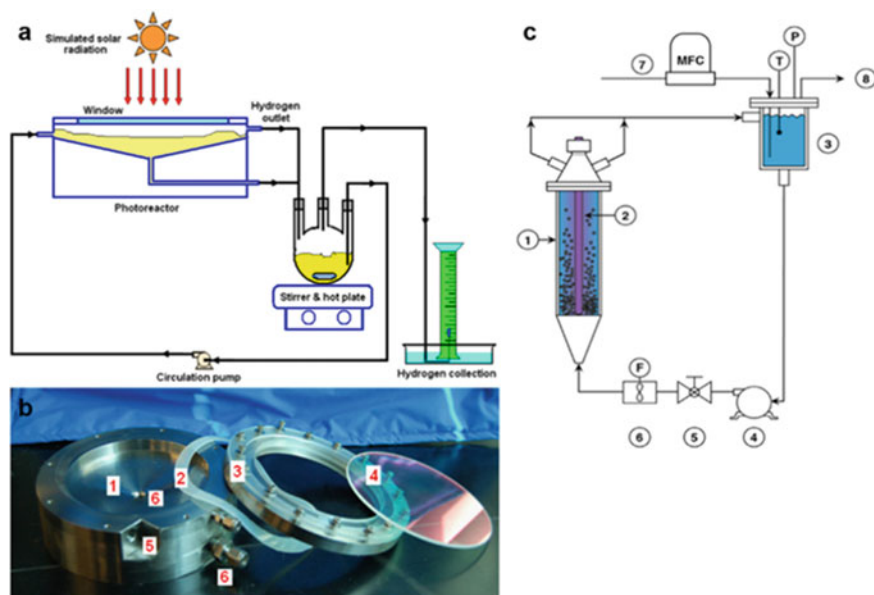 a
Simulated solar
radiation
Window
Hydrogen
outlet
Photoreactor
Stirrer & hot plate
Circulation pump
Hydrogen collection
b
1
2
3
4
5
6
6
c
P
MFC
T
7
8
3
1
2
F
6
5
4